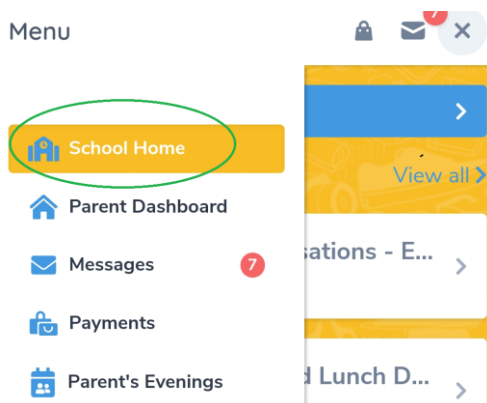 Menu
7
School Home
View all
Parent Dashboard
sations - E...
Messages 7
Payments
d Lunch D...
Parent's Evenings